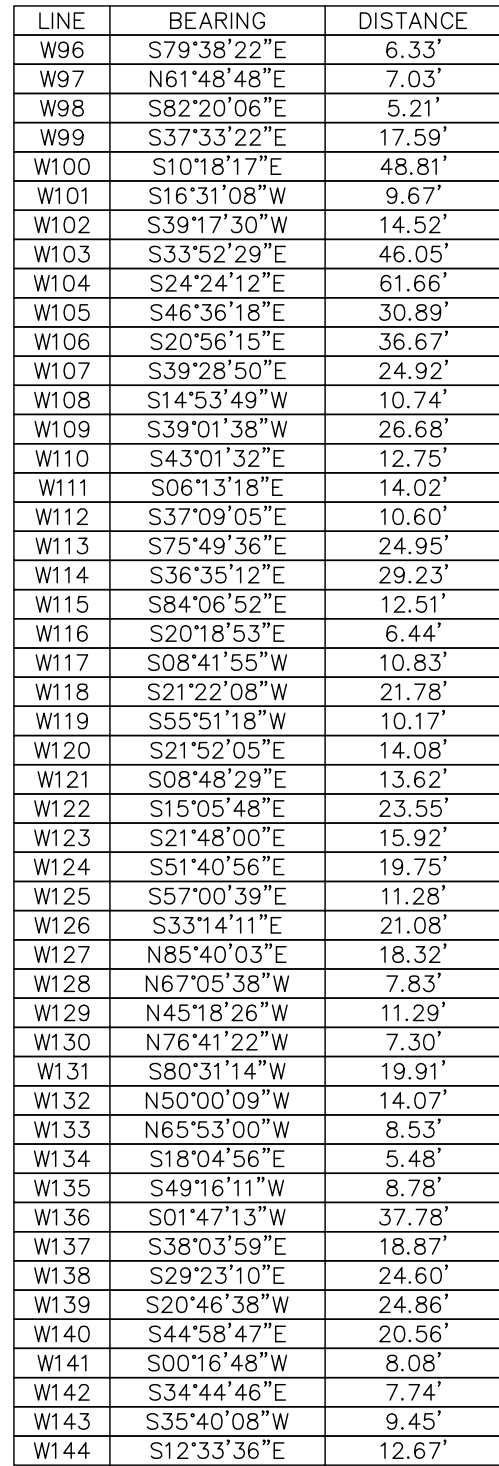 LINE BEARING DISTANCE
W96 S79°38'22"E 6.33'
W97 N61°48'48"E 7.03'
W98 S82°20'06"E 5.21'
W99 S37°33'22"E 17.59'
W100 S10°18'17"E 48.81'
W101 S16°31'08"W 9.67'
W102 S39°17'30"W 14.52'
W103 S33°52'29"E 46.05'
W104 S24°24'12"E 61.66'
W105 S46°36'18"E 30.89'
W106 S20°56'15"E 36.67'
W107 S39°28'50"E 24.92'
W108 S14°53'49"W 10.74'
W109 S39°01'38"W 26.68'
W110 S43°01'32"E 12.75'
W111 S06°13'18"E 14.02'
W112 S37°09'05"E 10.60'
W113 S75°49'36"E 24.95'
W114 S36°35'12"E 29.23'
W115 S84°06'52"E 12.51'
W116 S20°18'53"E 6.44'
W117 S08°41'55"W 10.83'
W118 S21°22'08"W 21.78'
W119 S55°51'18"W 10.17'
W120 S21°52'05"E 14.08'
W121 S08°48'29"E 13.62'
W122 S15°05'48"E 23.55'
W123 S21°48'00"E 15.92'
W124 S51°40'56"E 19.75'
W125 S57°00'39"E 11.28'
W126 S33°14'11"E 21.08'
W127 N85°40'03"E 18.32'
W128 N67°05'38"W 7.83'
W129 N45°18'26"W 11.29'
W130 N76°41'22"W 7.30'
W131 S80°31'14"W 19.91'
W132 N50°00'09"W 14.07'
W133 N65°53'00"W 8.53'
W134 S18°04'56"E 5.48'
W135 S49°16'11"W 8.78'
W136 S01°47'13"W 37.78'
W137 S38°03'59"E 18.87'
W138 S29°23'10"E 24.60'
W139 S20°46'38"W 24.86'
W140 S44°58'47"E 20.56'
W141 S00°16'48"W 8.08'
W142 S34°44'46"E 7.74'
W143 S35°40'08"W 9.45'
W144 S12°33'36"E 12.67'